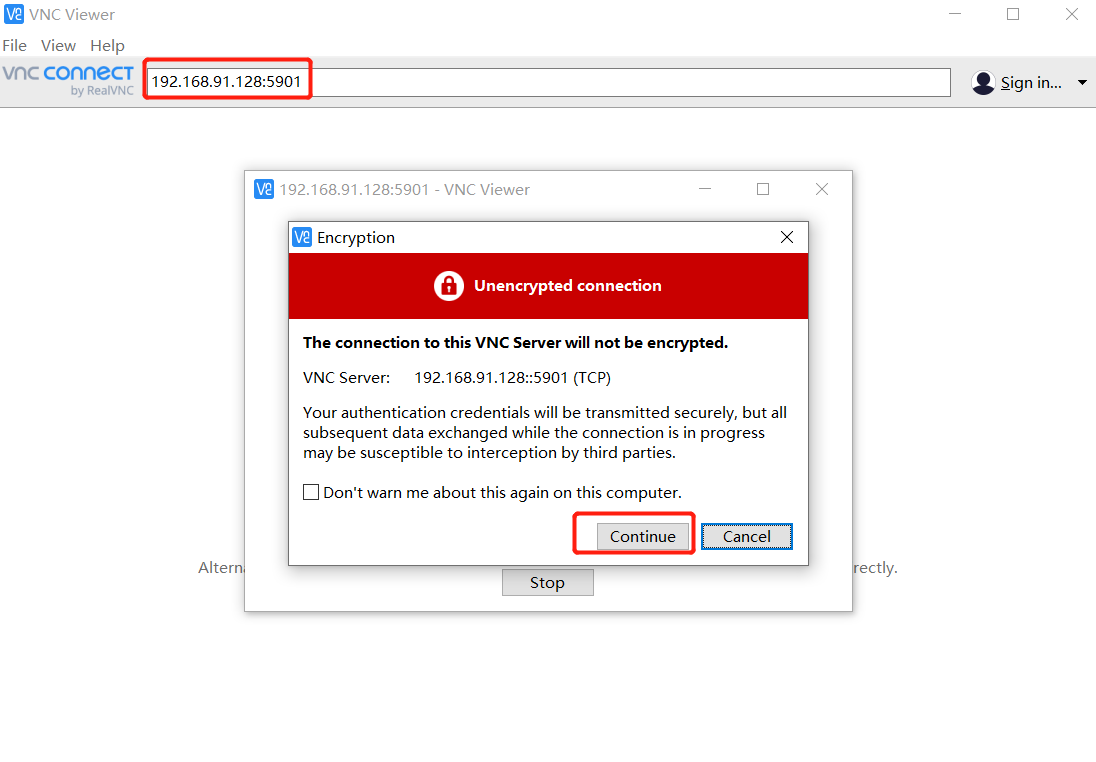 VNC Viewer
File View Help
vnc connect
by RealVNC
192.168.91.128:5901
Sign in...
192.168.91.128:5901 - VNC Viewer
Encryption
Unencrypted connection
The connection to this VNC Server will not be encrypted.
VNC Server: 192.168.91.128::5901 (TCP)
Your authentication credentials will be transmitted securely, but all
subsequent data exchanged while the connection is in progress
may be susceptible to interception by third parties.
Don't warn me about this again on this computer.
Continue Cancel
Stop